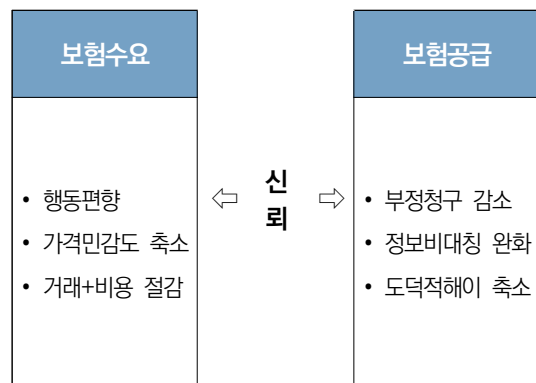 보험수요
• 행동편향
• 가격민감도 축소
• 거래+비용 절감
⇦ 신뢰 ⇨
보험공급
• 부정청구 감소
• 정보비대칭 완화
• 도덕적해이 축소